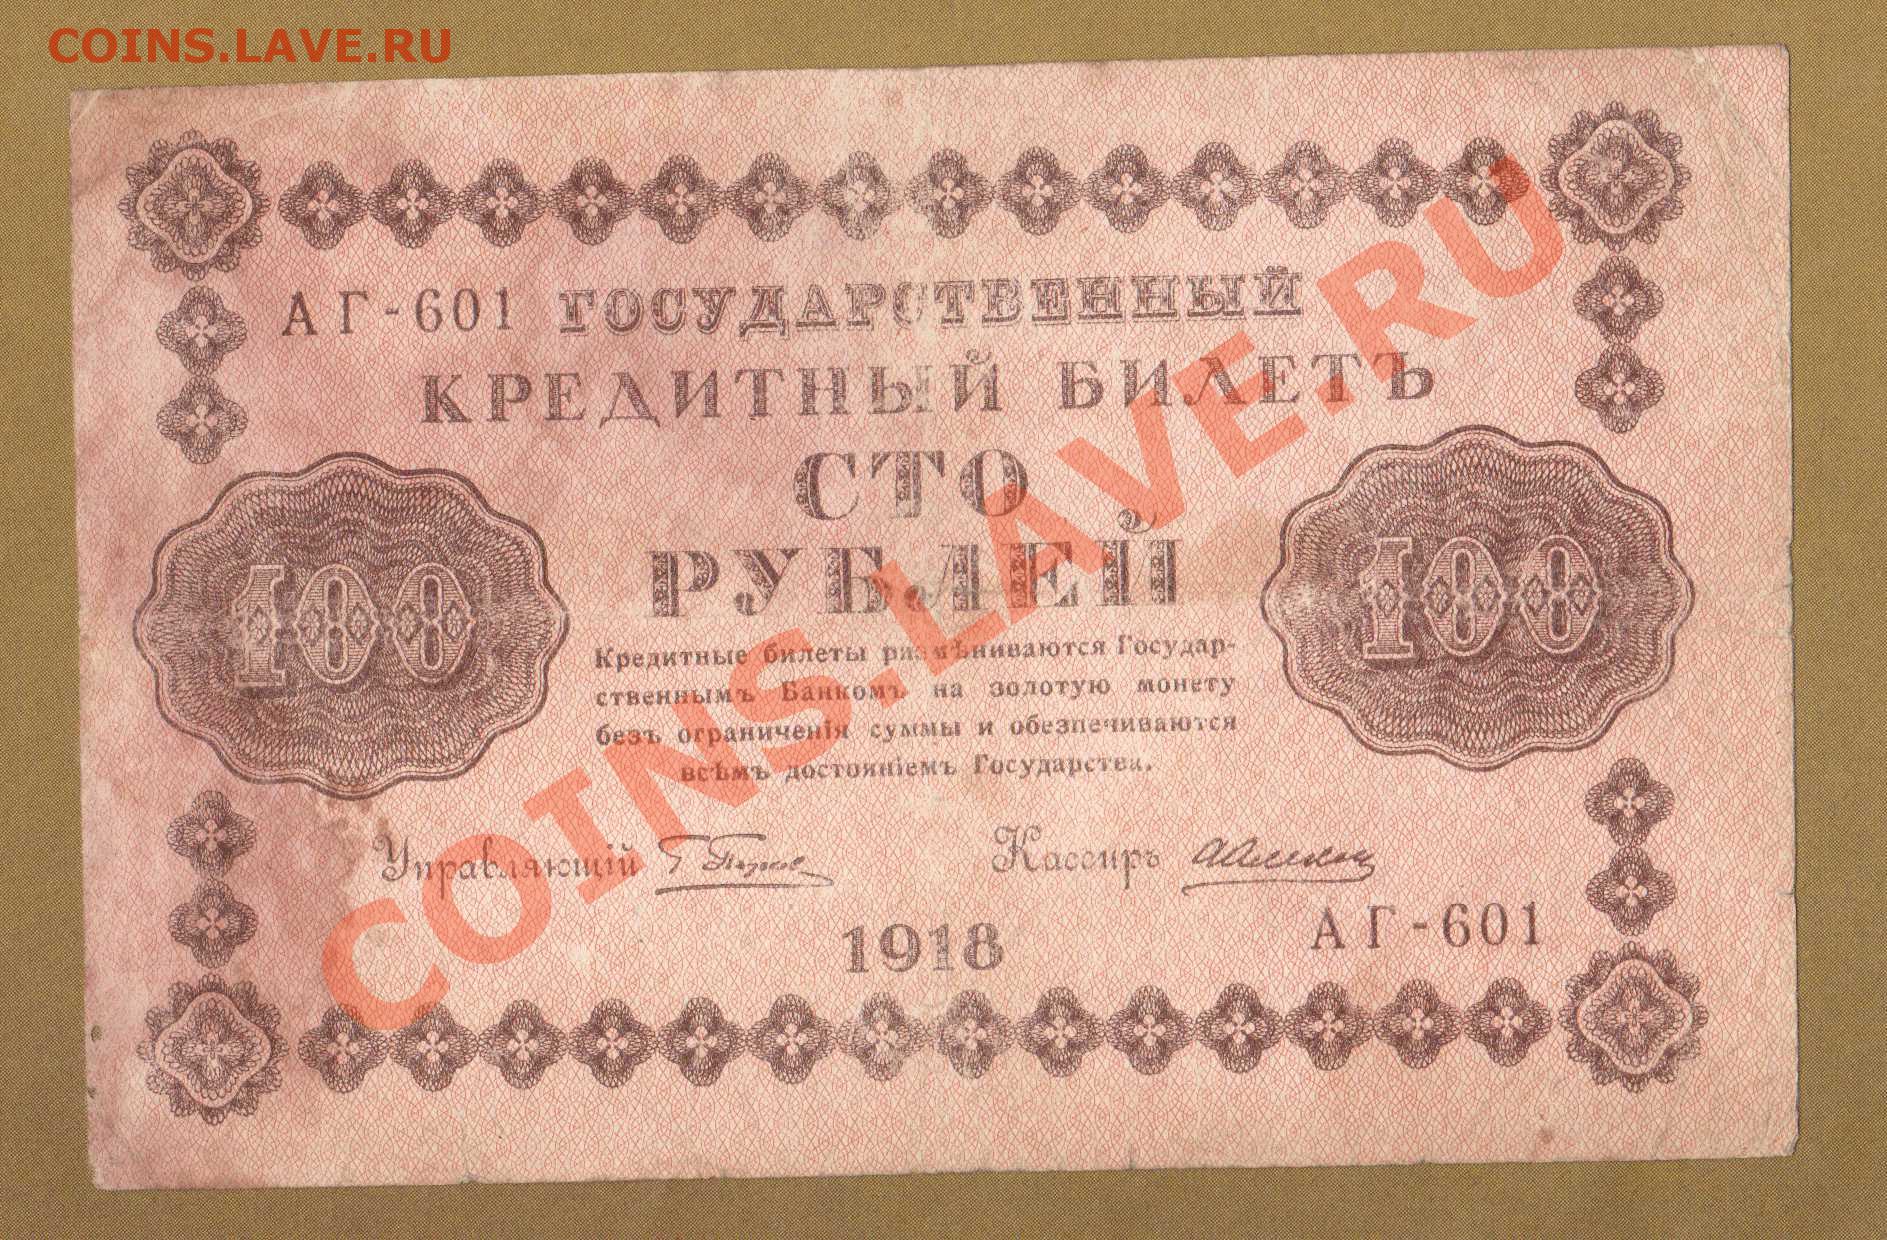 COINS.LAVE.RU
АГ-601 ГОСУДАРСТВЕННЫЙ
КРЕДИТНЫЙ БИЛЕТЪ
СТО
РУБЛЕЙ
100
100
Кредитные билеты размѣниваются Государ-
ственнымъ Банкомъ на золотую монету
безъ ограниченія суммы и обезпечиваются
всѣмъ достояніемъ Государства.
Управляющій
Кассиръ
АГ-601
1918
COINS.LAVE.RU